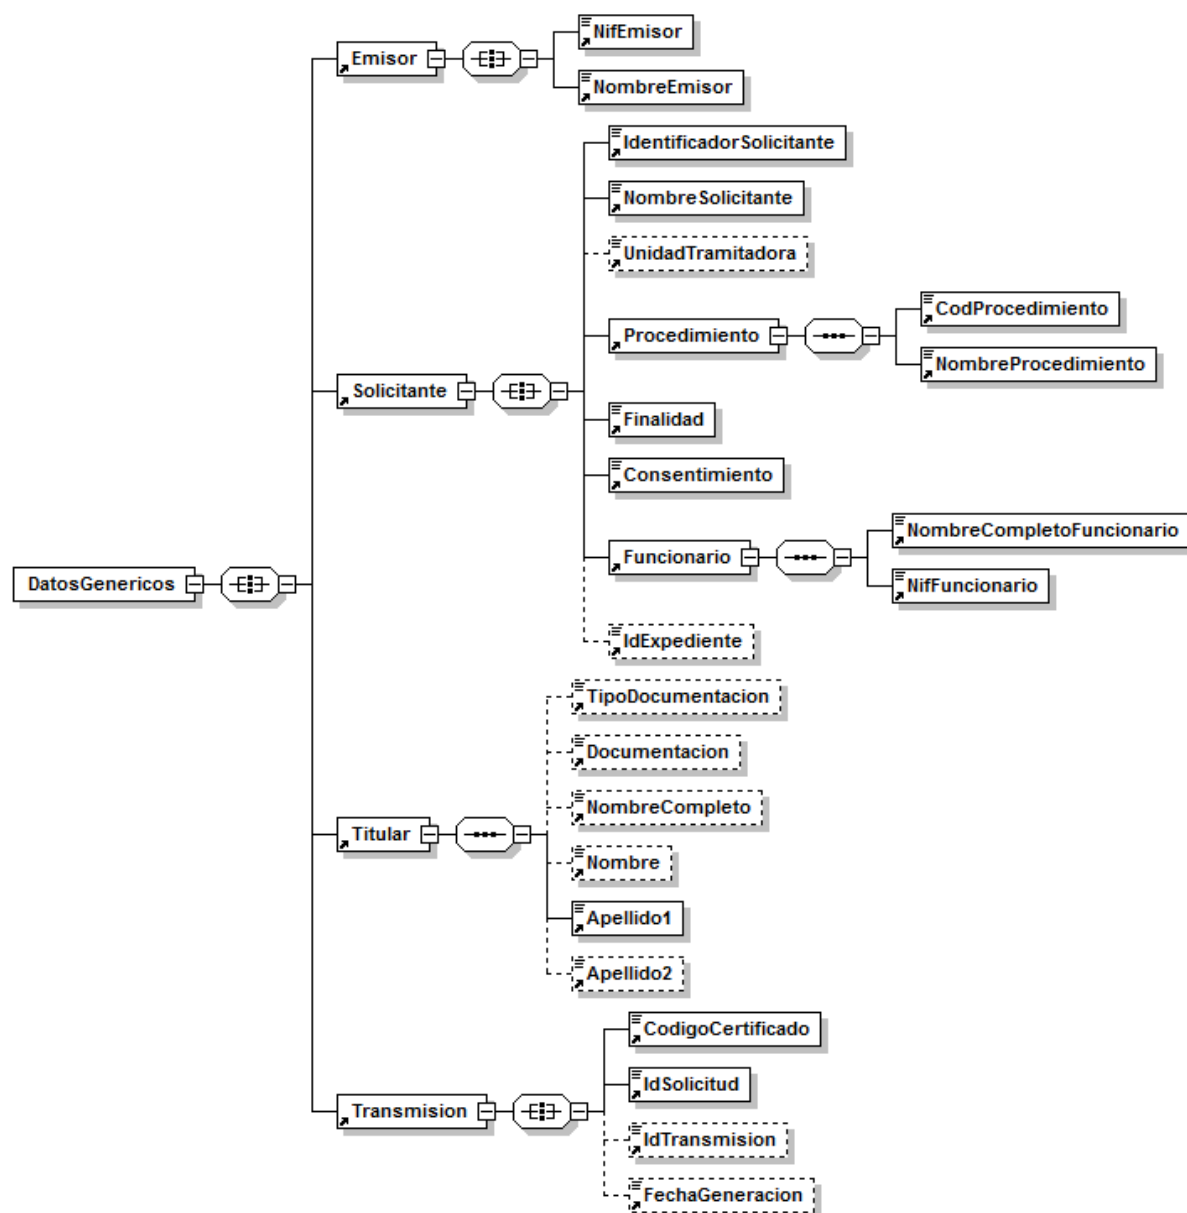 NifEmisor
Emisor
NombreEmisor
IdentificadorSolicitante
NombreSolicitante
UnidadTramitadora
CodProcedimiento
Procedimiento
NombreProcedimiento
Solicitante
Finalidad
Consentimiento
NombreCompletoFuncionario
Funcionario
DatosGenericos
NifFuncionario
IdExpediente
TipoDocumentacion
Documentacion
NombreCompleto
Titular
Nombre
Apellido1
Apellido2
CodigoCertificado
IdSolicitud
Transmision
IdTransmision
FechaGeneracion